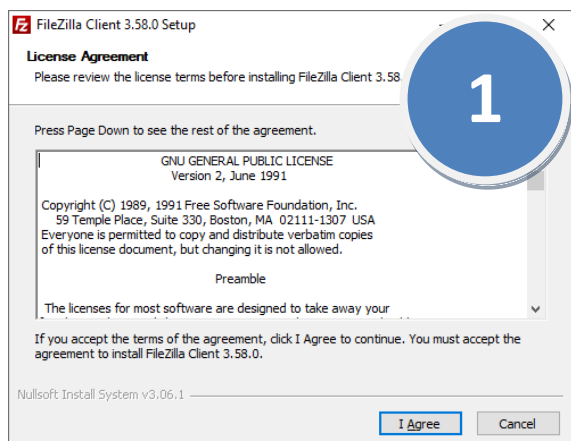 FileZilla Client 3.58.0 Setup
License Agreement
Please review the license terms before installing FileZilla Client 3.58.
1
Press Page Down to see the rest of the agreement.
GNU GENERAL PUBLIC LICENSE
Version 2, June 1991
Copyright (C) 1989, 1991 Free Software Foundation, Inc.
59 Temple Place, Suite 330, Boston, MA 02111-1307 USA
Everyone is permitted to copy and distribute verbatim copies
of this license document, but changing it is not allowed.
Preamble
The licenses for most software are designed to take away your
If you accept the terms of the agreement, click I Agree to continue. You must accept the
agreement to install FileZilla Client 3.58.0.
Nullsoft Install System v3.06.1
I Agree
Cancel